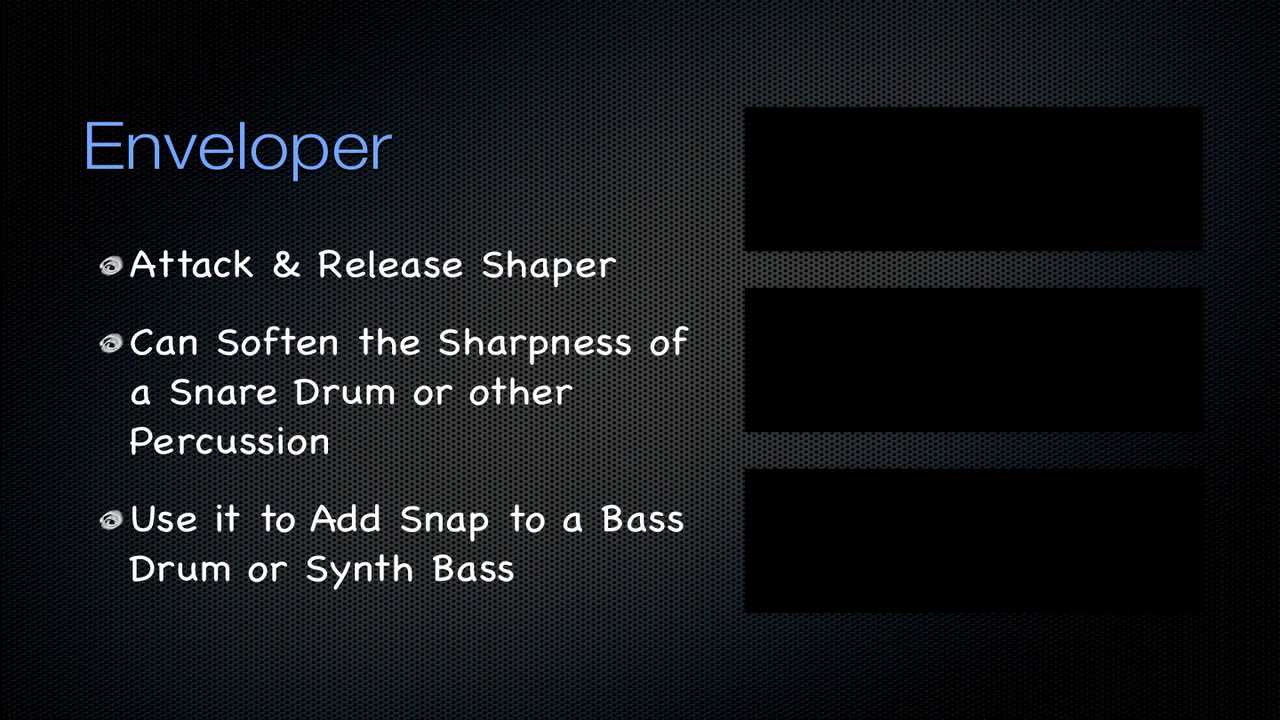 Enveloper
Attack & Release Shaper
Can Soften the Sharpness of
a Snare Drum or other
Percussion
Use it to Add Snap to a Bass
Drum or Synth Bass